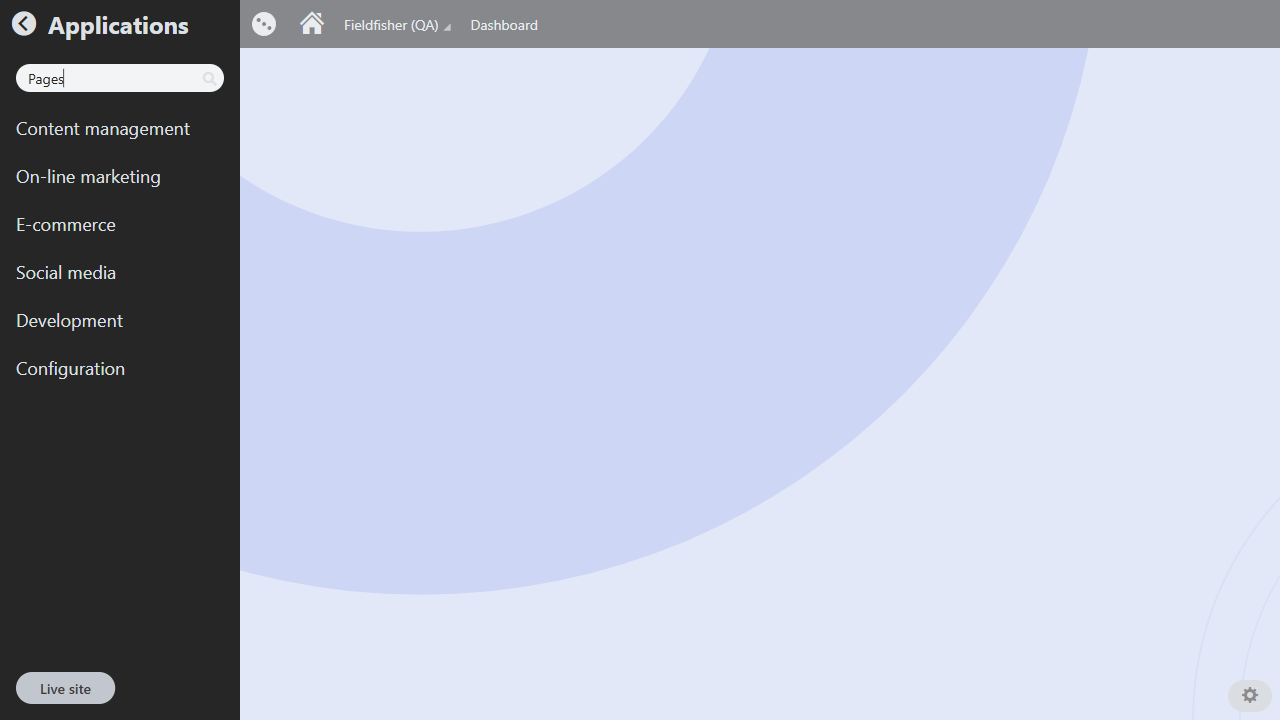 Applications
Fieldfisher (QA)
Dashboard
Pages
Content management
On-line marketing
E-commerce
Social media
Development
Configuration
Live site